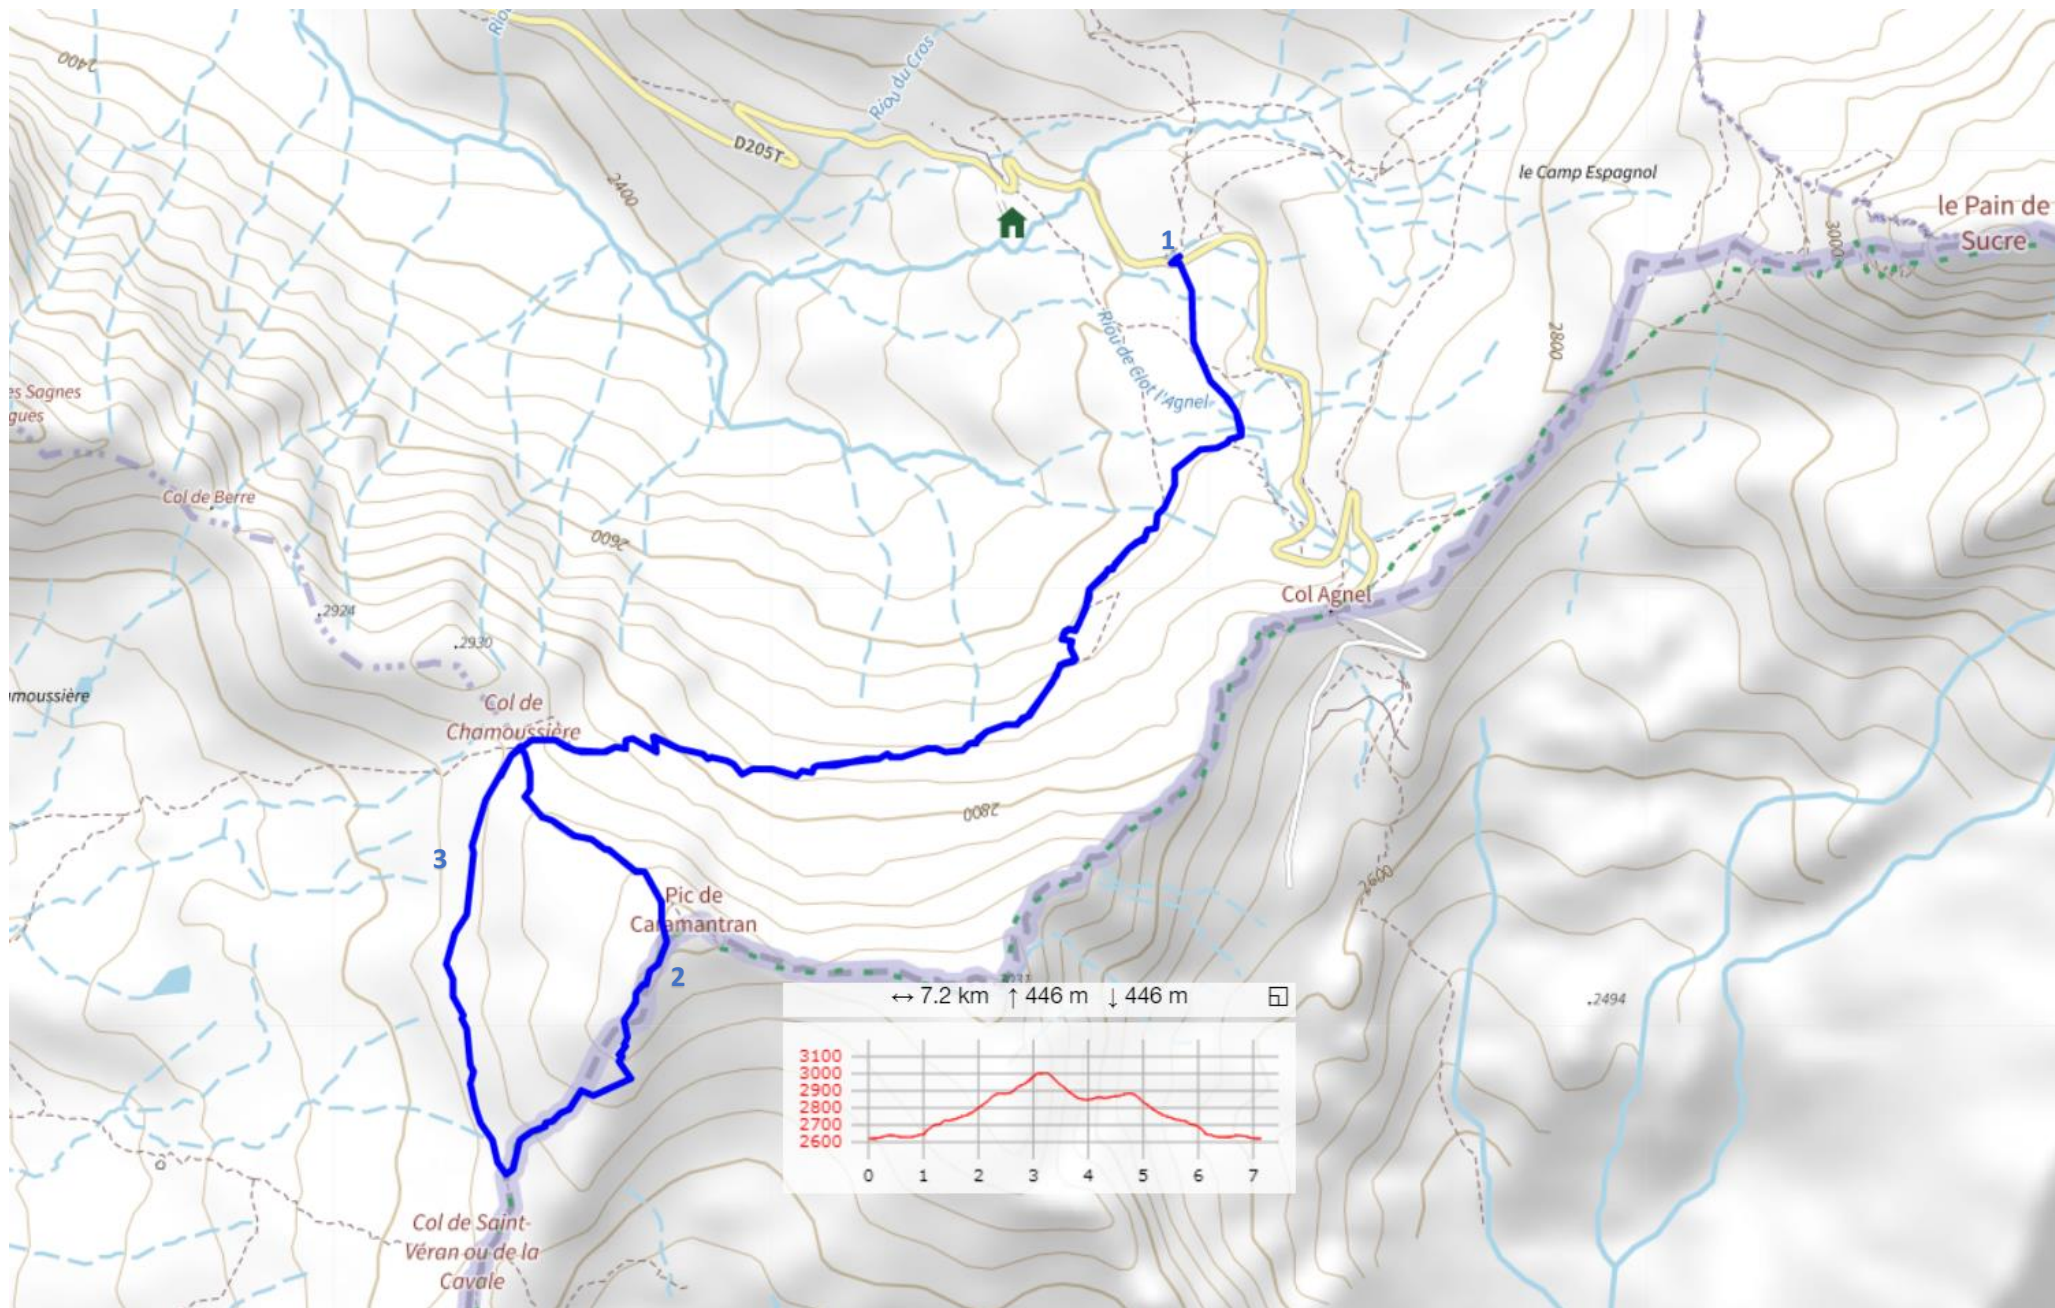 Riou
2400
Riou du Cros
D205T
2400
le Camp Espagnol
le Pain de
Sucre
3000
1
Riou de Clot l'Agnel
2800
es Sagnes
gues
Col de Berre
2600
.2924
.2930
Col Agnel
amoussière
Col de
Chamoussière
2800
3
Pic de
Caramantran
2600
2
.2494
↔ 7.2 km ↑ 446 m ↓ 446 m
3100
3000
2900
2800
2700
2600
0 1 2 3 4 5 6 7
Col de Saint-
Véran ou de la
Cavale